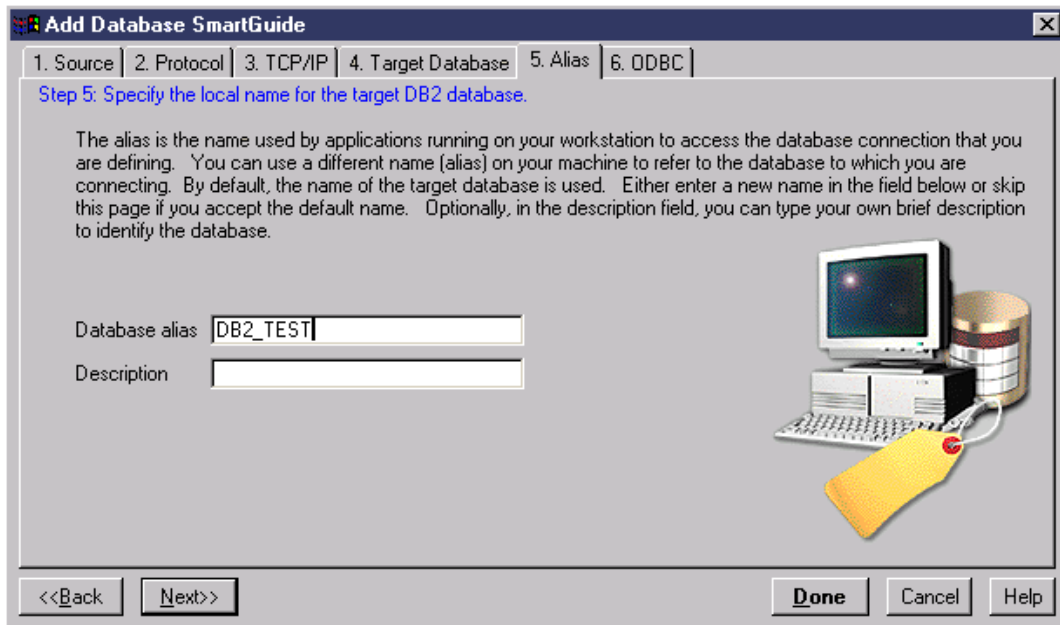 Add Database SmartGuide
1. Source 2. Protocol 3. TCP/IP 4. Target Database 5. Alias 6. ODBC
Step 5: Specify the local name for the target DB2 database.
The alias is the name used by applications running on your workstation to access the database connection that you
are defining. You can use a different name (alias) on your machine to refer to the database to which you are
connecting. By default, the name of the target database is used. Either enter a new name in the field below or skip
this page if you accept the default name. Optionally, in the description field, you can type your own brief description
to identify the database.
Database alias DB2_TEST
Description
<<Back Next>> Done Cancel Help